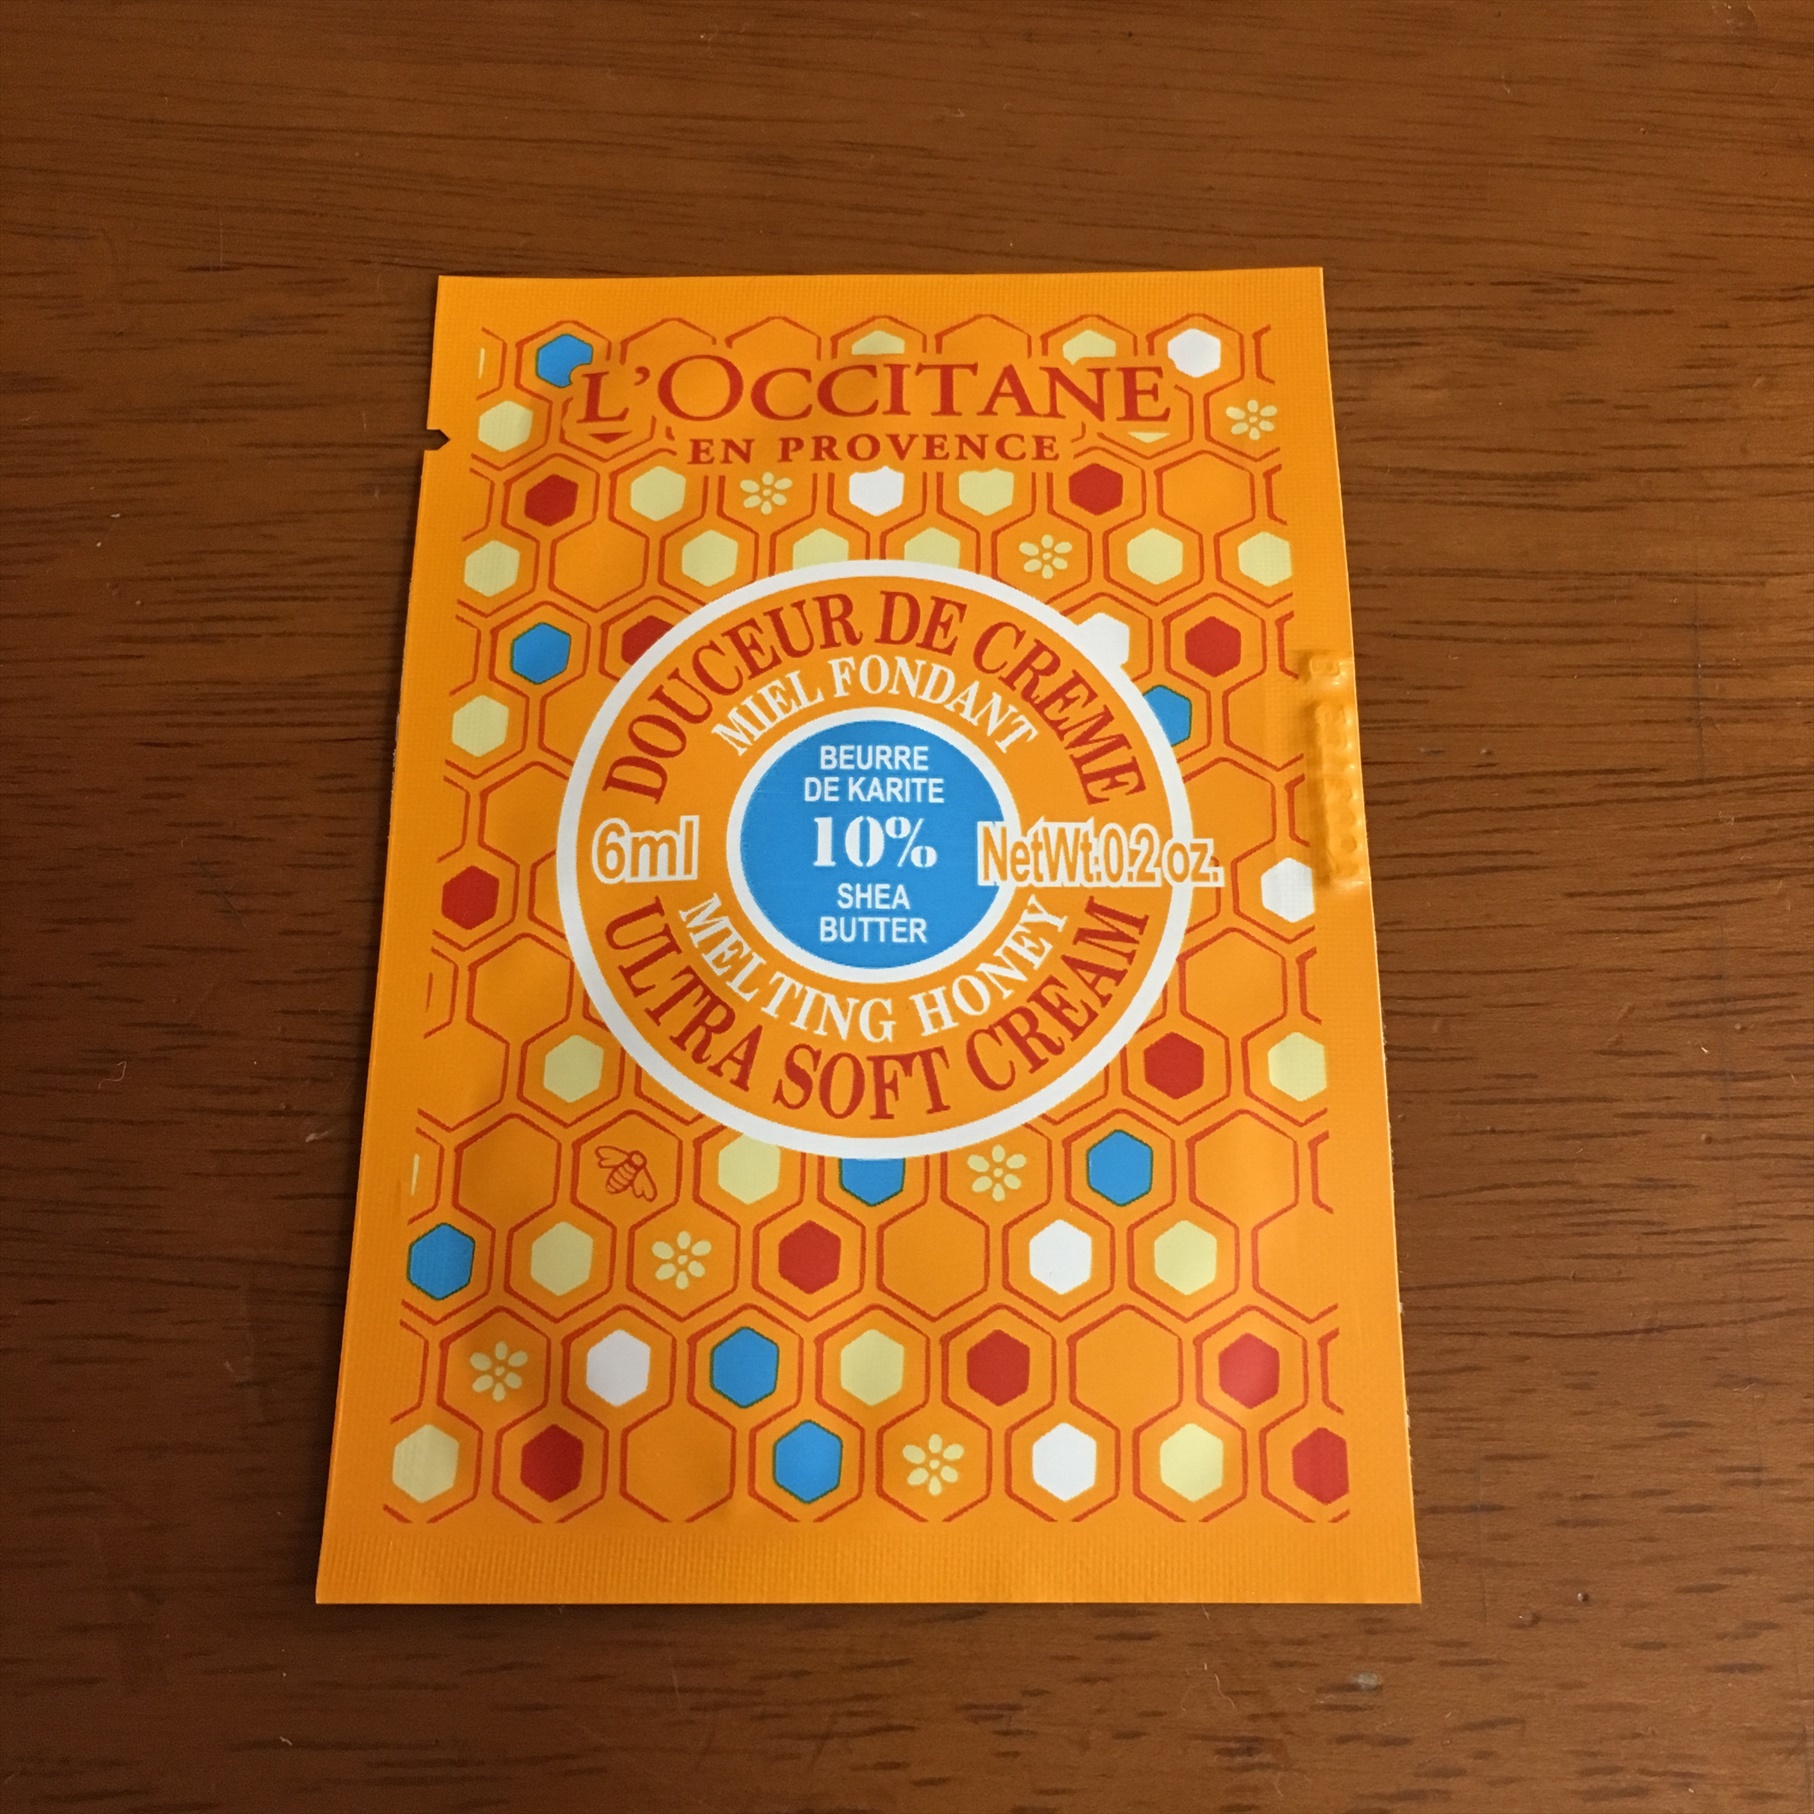 L'OCCITANE
EN PROVENCE
DOUCEUR DE CREME
MIEL FONDANT
BEURRE
DE KARITE
10%
SHEA
BUTTER
6ml
NetWt.0.2 oz.
MELTING HONEY
ULTRA SOFT CREAM